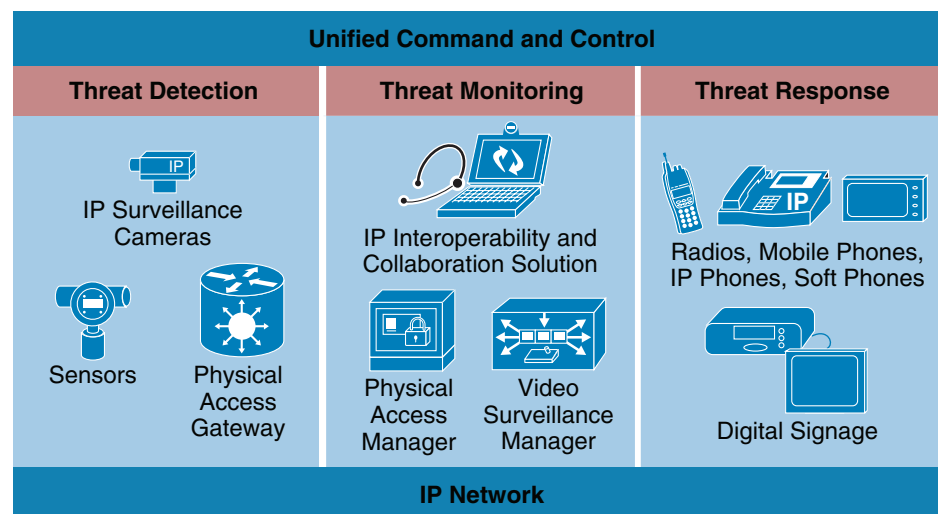 Unified Command and Control
Threat Detection
Threat Monitoring
Threat Response
IP
IP Surveillance
Cameras
Sensors
Physical
Access
Gateway
IP Interoperability and
Collaboration Solution
Physical
Access
Manager
Video
Surveillance
Manager
IP
Radios, Mobile Phones,
IP Phones, Soft Phones
Digital Signage
IP Network